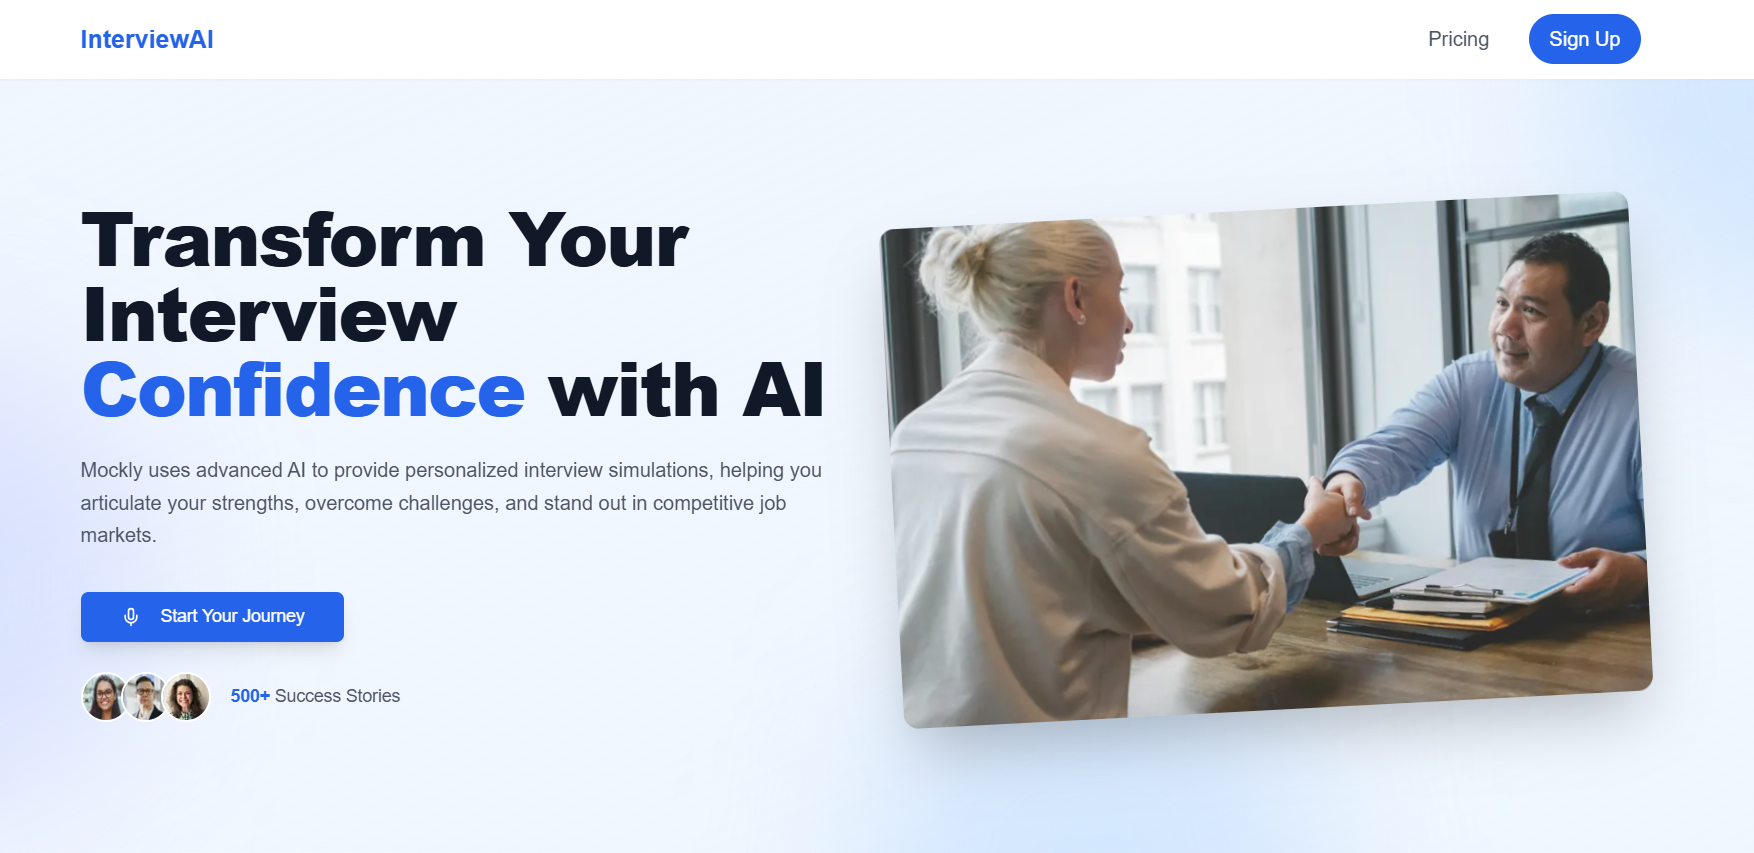 InterviewAI
Pricing
Sign Up
Transform Your
Interview
Confidence with AI
Mockly uses advanced AI to provide personalized interview simulations, helping you
articulate your strengths, overcome challenges, and stand out in competitive job
markets.
Start Your Journey
500+ Success Stories